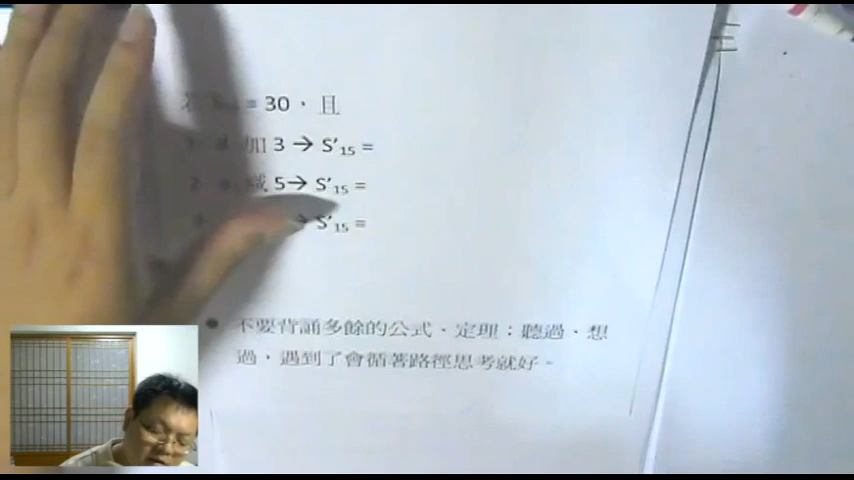 = 30，且
加 3 → S’15 =
減 5→ S’15 =
→ S’15 =
● 不要背誦多餘的公式、定理；聽過、想
過，遇到了會循著路徑思考就好。